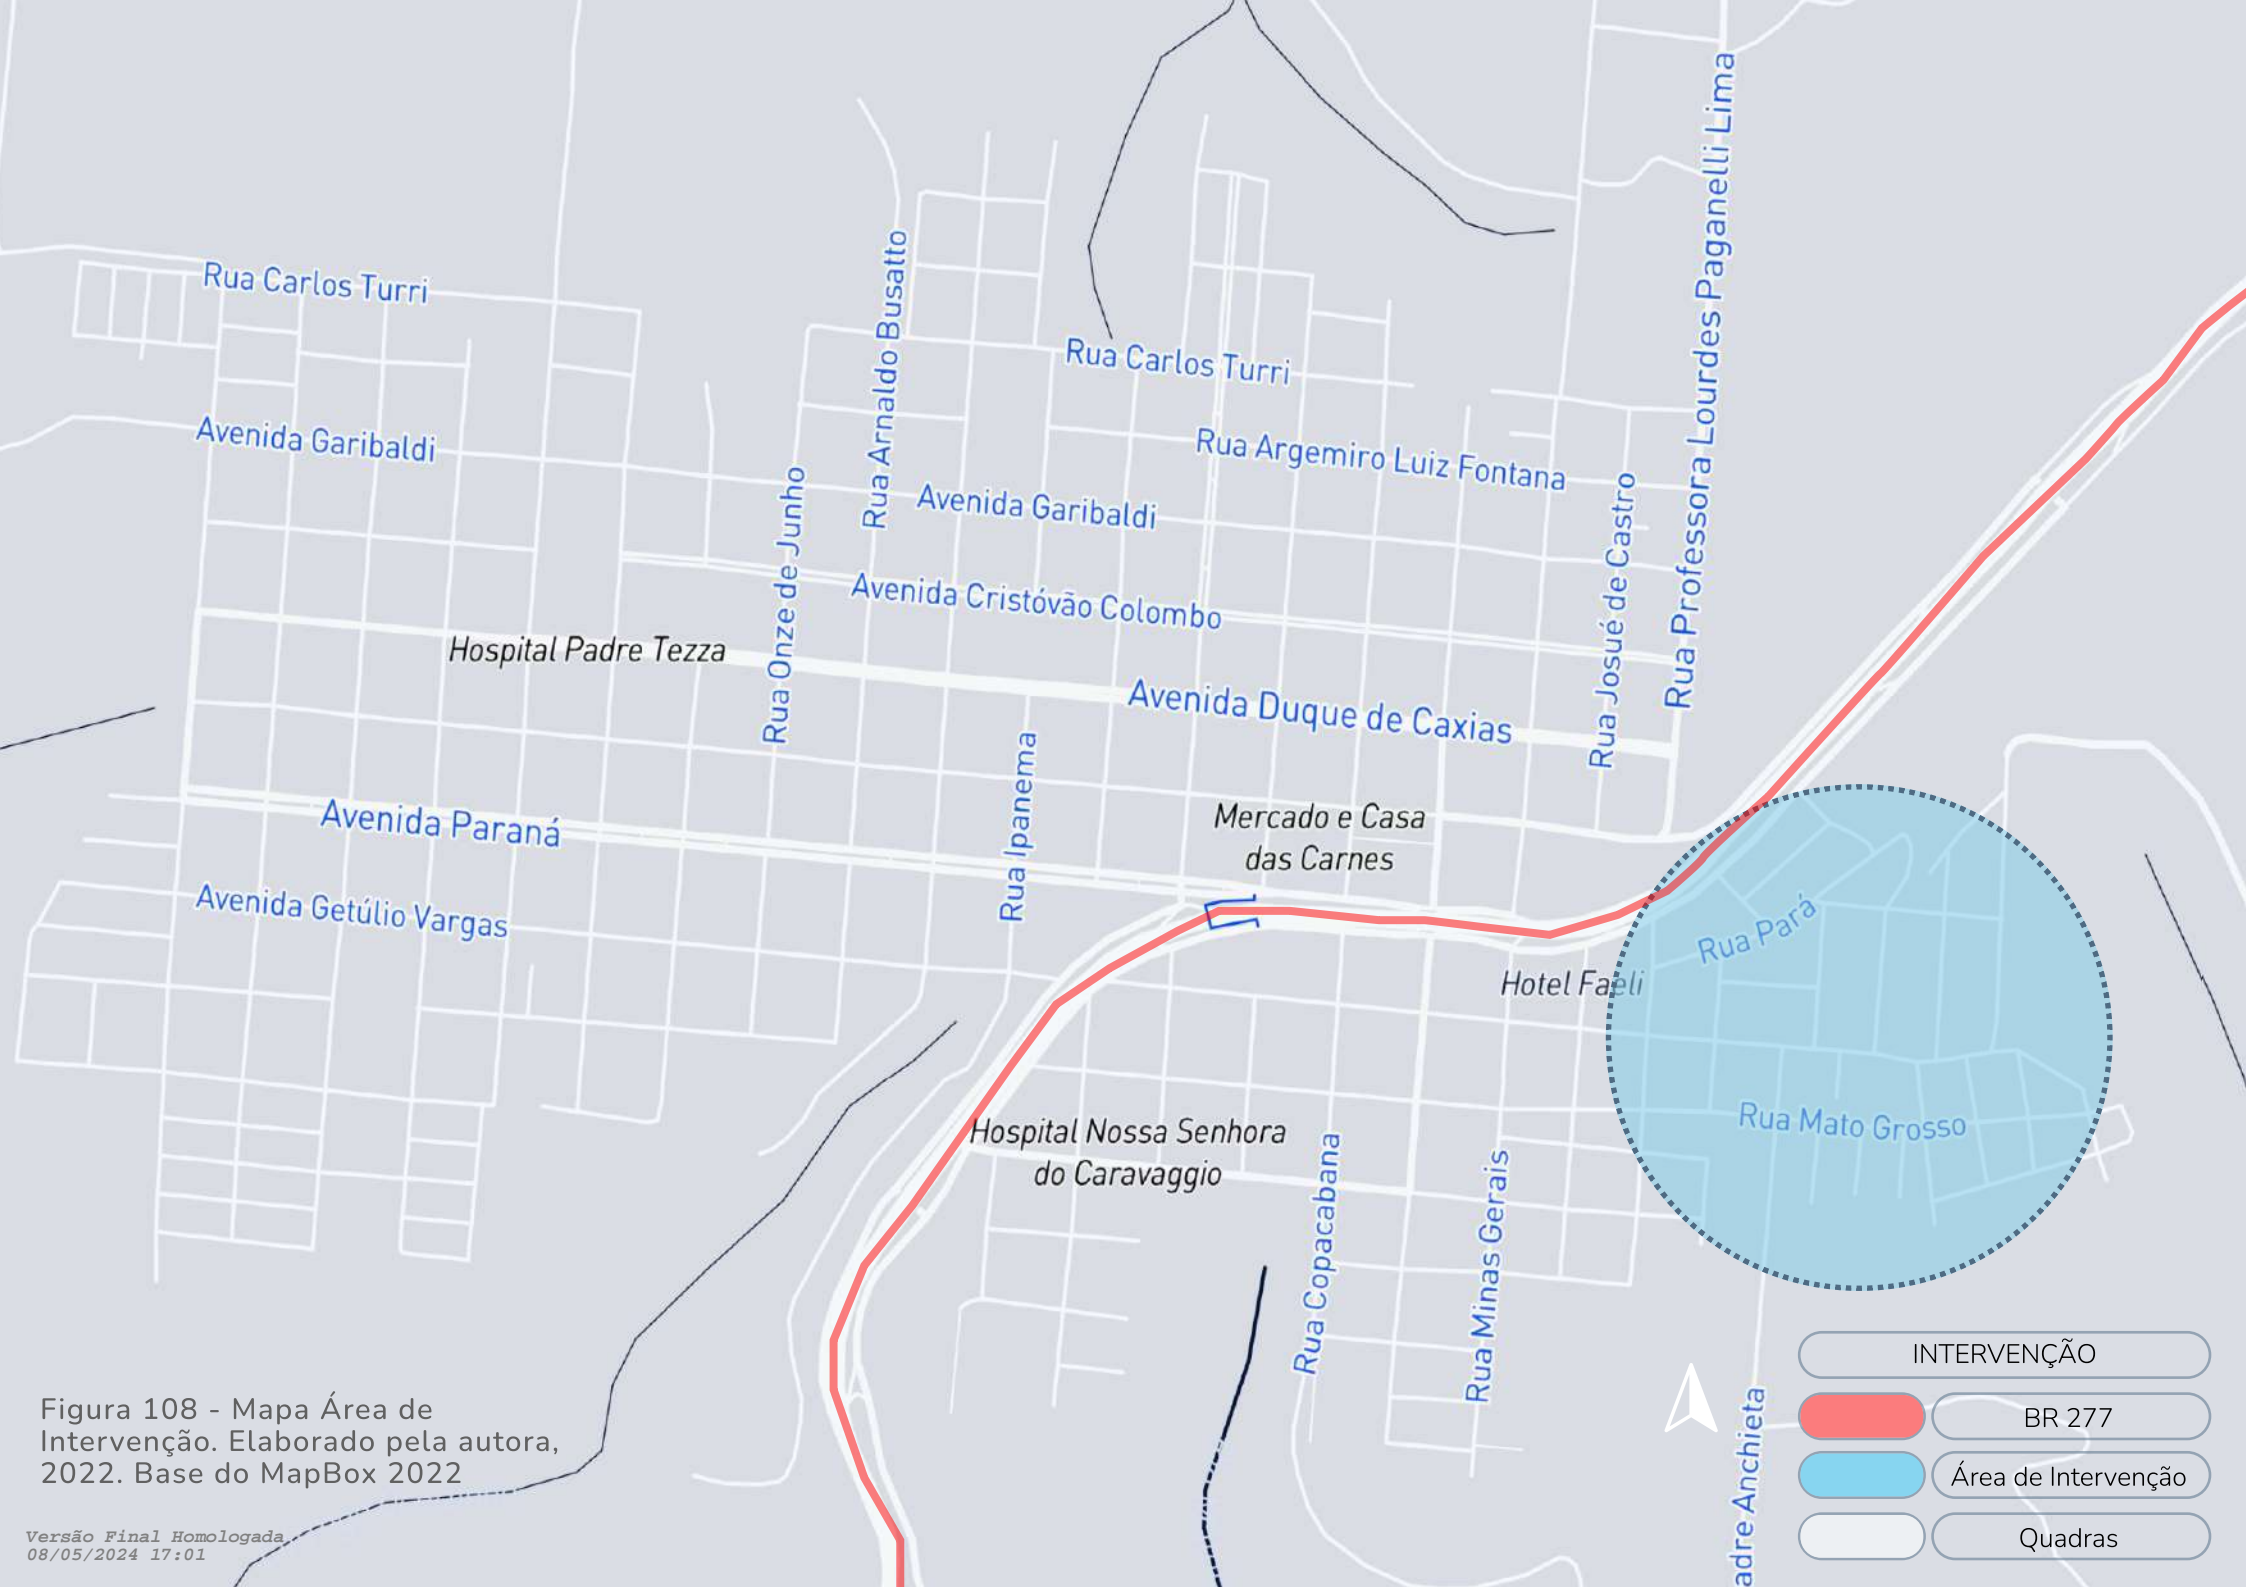 Rua Professora Lourdes Paganelli Lima
Rua Carlos Turri
Rua Arnaldo Busatto
Rua Carlos Turri
Avenida Garibaldi
Rua Argemiro Luiz Fontana
Rua Onze de Junho
Avenida Garibaldi
Rua Josué de Castro
Avenida Cristóvão Colombo
Hospital Padre Tezza
Avenida Duque de Caxias
Rua Ipanema
Avenida Paraná
Mercado e Casa
das Carnes
Avenida Getúlio Vargas
Rua Pará
Hotel Faeli
Rua Mato Grosso
Hospital Nossa Senhora
do Caravaggio
Rua Copacabana
Rua Minas Gerais
adre Anchieta
INTERVENÇÃO
BR 277
Área de Intervenção
Quadras
Figura 108 - Mapa Área de
Intervenção. Elaborado pela autora,
2022. Base do MapBox 2022
Versão Final Homologada
08/05/2024 17:01